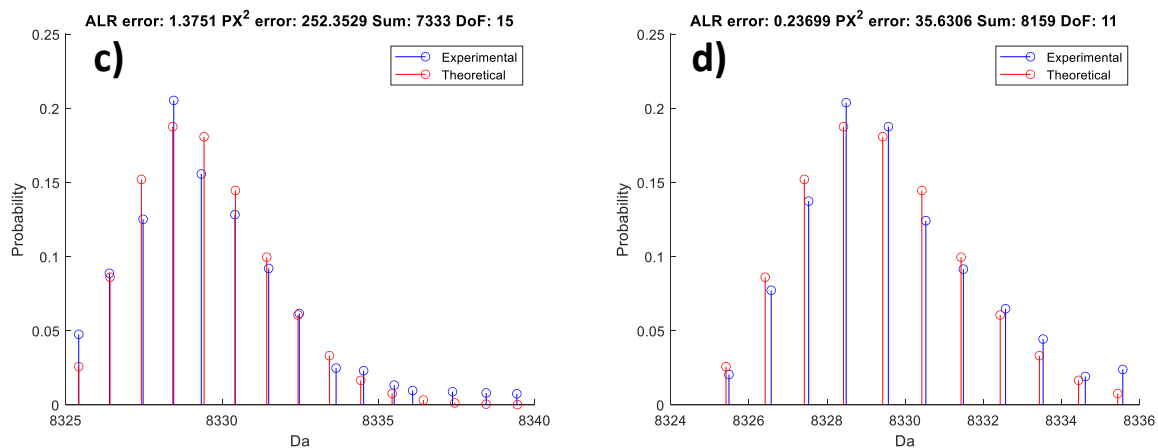 ALR error: 1.3751 PX² error: 252.3529 Sum: 7333 DoF: 15
c)
Experimental
Theoretical
0.25
0.2
0.15
0.1
0.05
0
Probability
8325
8330
8335
8340
Da
ALR error: 0.23699 PX² error: 35.6306 Sum: 8159 DoF: 11
d)
Experimental
Theoretical
0.25
0.2
0.15
0.1
0.05
0
Probability
8324
8326
8328
8330
8332
8334
8336
Da